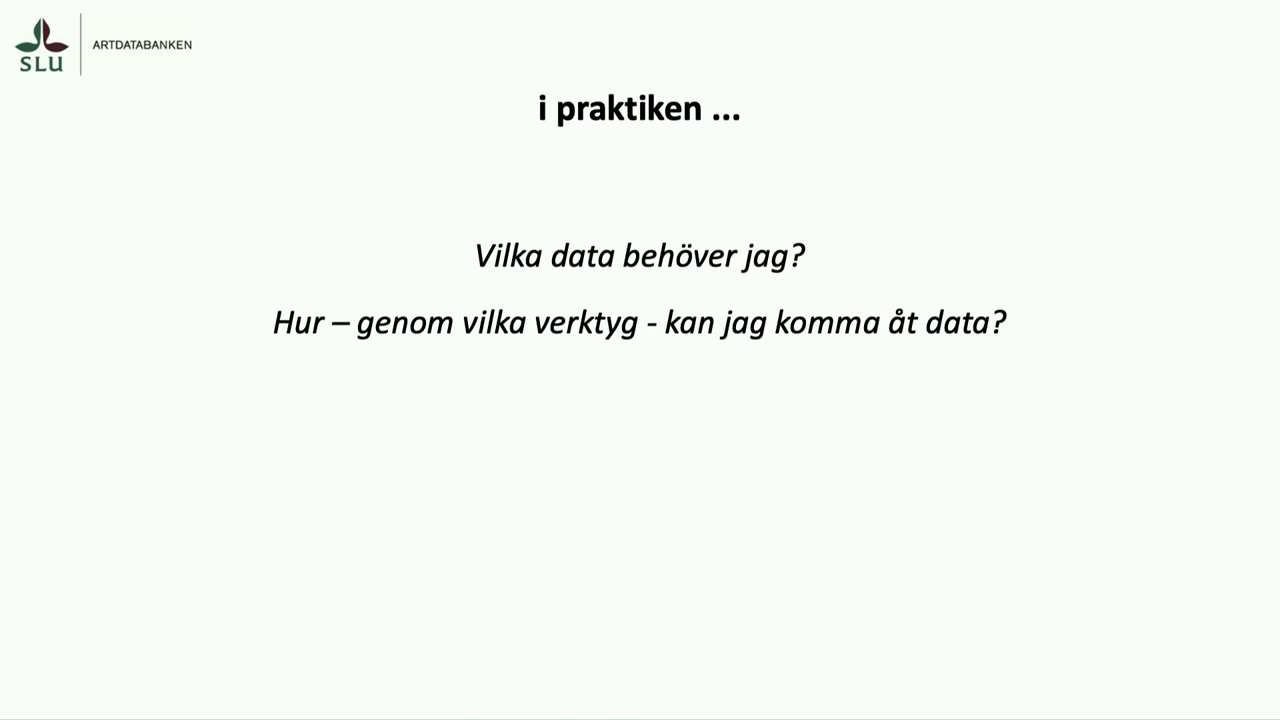 SLU
ARTDATABANKEN
i praktiken ...
Vilka data behöver jag?
Hur – genom vilka verktyg - kan jag komma åt data?